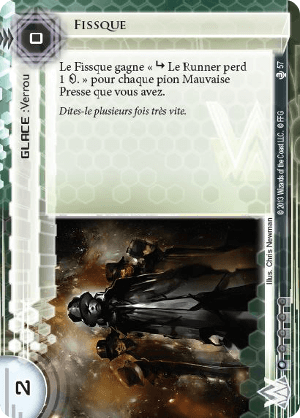 0
FISSQUE
Le Fissque gagne « ↳ Le Runner perd
1 . » pour chaque pion Mauvaise
Presse que vous avez.
Dites-le plusieurs fois très vite.
GLACE : Verrou
57
© 2013 Wizards of the Coast LLC. © FFG
Illus. Chris Newman
2